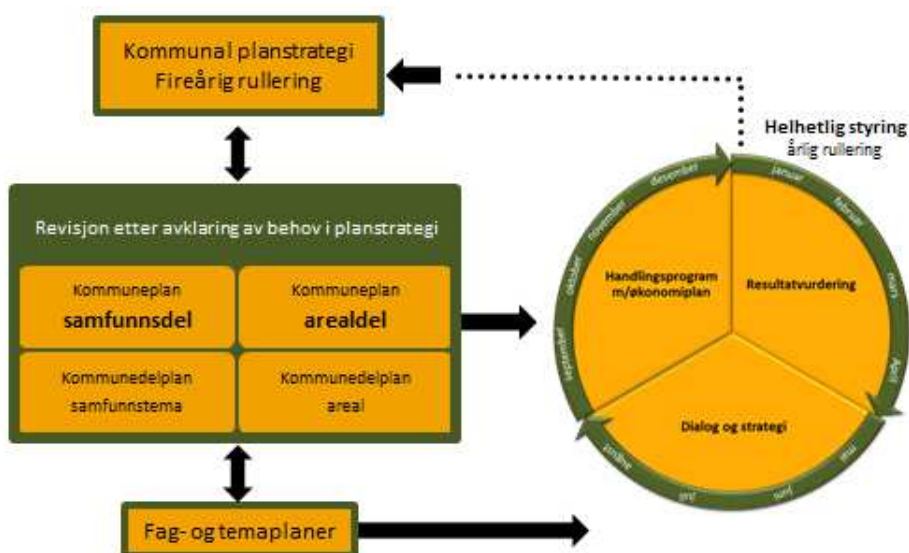 Kommunal planstrategi
Fireårig rullering
Helhetlig styring
årlig rullering
Revisjon etter avklaring av behov i planstrategi
Kommuneplan
samfunnsdel
Kommuneplan
arealdel
Kommunedelplan
samfunnstema
Kommunedelplan
areal
Fag- og temaplaner
januar
februar
mars
April
mai
juni
juli
august
september
oktober
november
desember
Handlingsprogram
m/økonomiplan
Resultatvurdering
Dialog og strategi